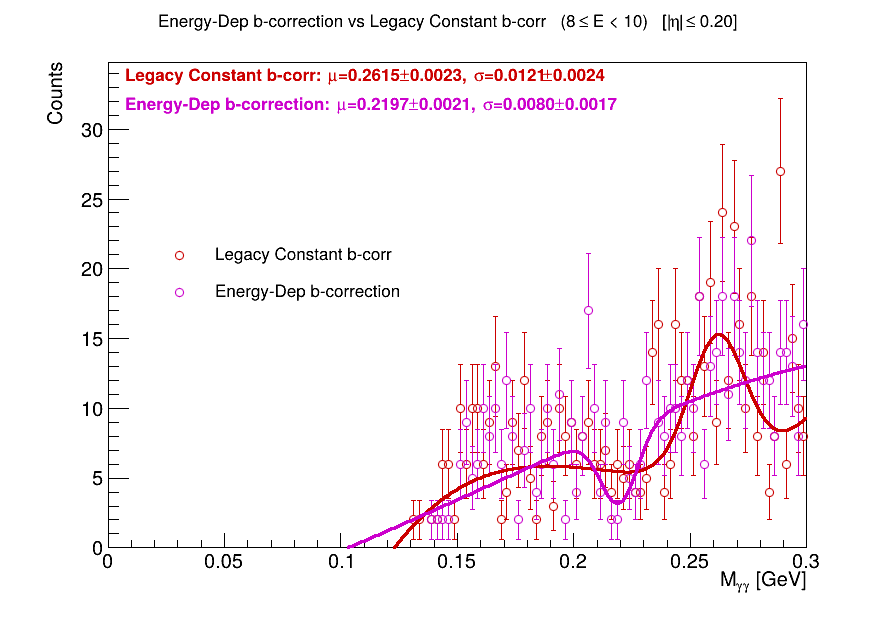 Energy-Dep b-correction vs Legacy Constant b-corr (8 ≤ E < 10) [|η| ≤ 0.20]
Legacy Constant b-corr: μ=0.2615±0.0023, σ=0.0121±0.0024
Energy-Dep b-correction: μ=0.2197±0.0021, σ=0.0080±0.0017
Counts
30
25
20
15
10
5
0
Legacy Constant b-corr
Energy-Dep b-correction
0 0.05 0.1 0.15 0.2 0.25 0.3
Mγγ [GeV]